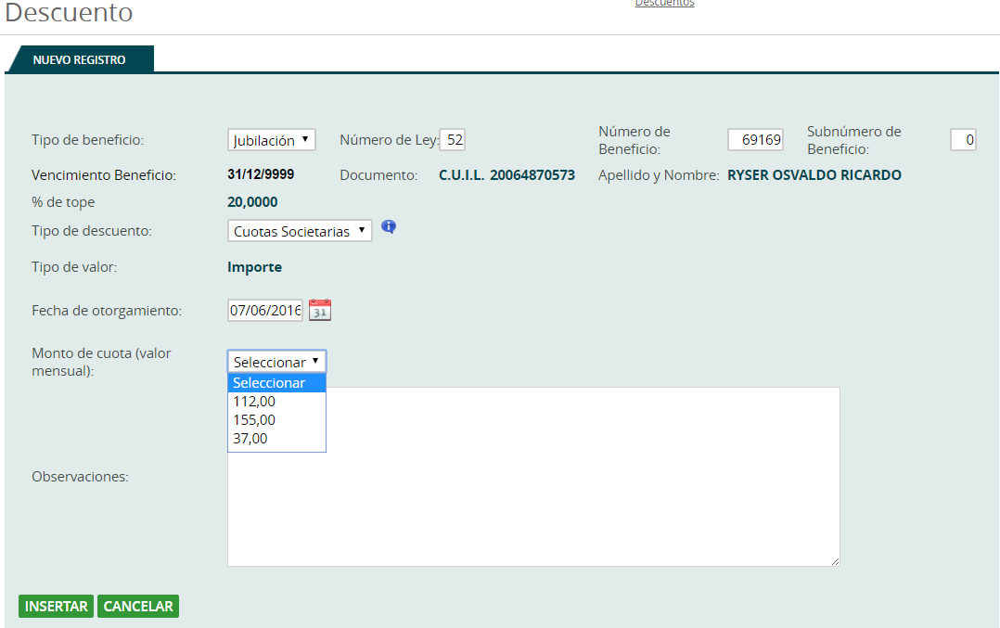 Descuentos
Descuento
NUEVO REGISTRO
Tipo de beneficio: Jubilación Número de Ley: 52 Número de Beneficio: 69169 Subnúmero de Beneficio: 0
Vencimiento Beneficio: 31/12/9999 Documento: C.U.I.L. 20064870573 Apellido y Nombre: RYSER OSVALDO RICARDO
% de tope 20,0000
Tipo de descuento: Cuotas Societarias
Tipo de valor: Importe
Fecha de otorgamiento: 07/06/2016 31
Monto de cuota (valor mensual): Seleccionar
Seleccionar
112,00
155,00
37,00
Observaciones:
INSERTAR CANCELAR